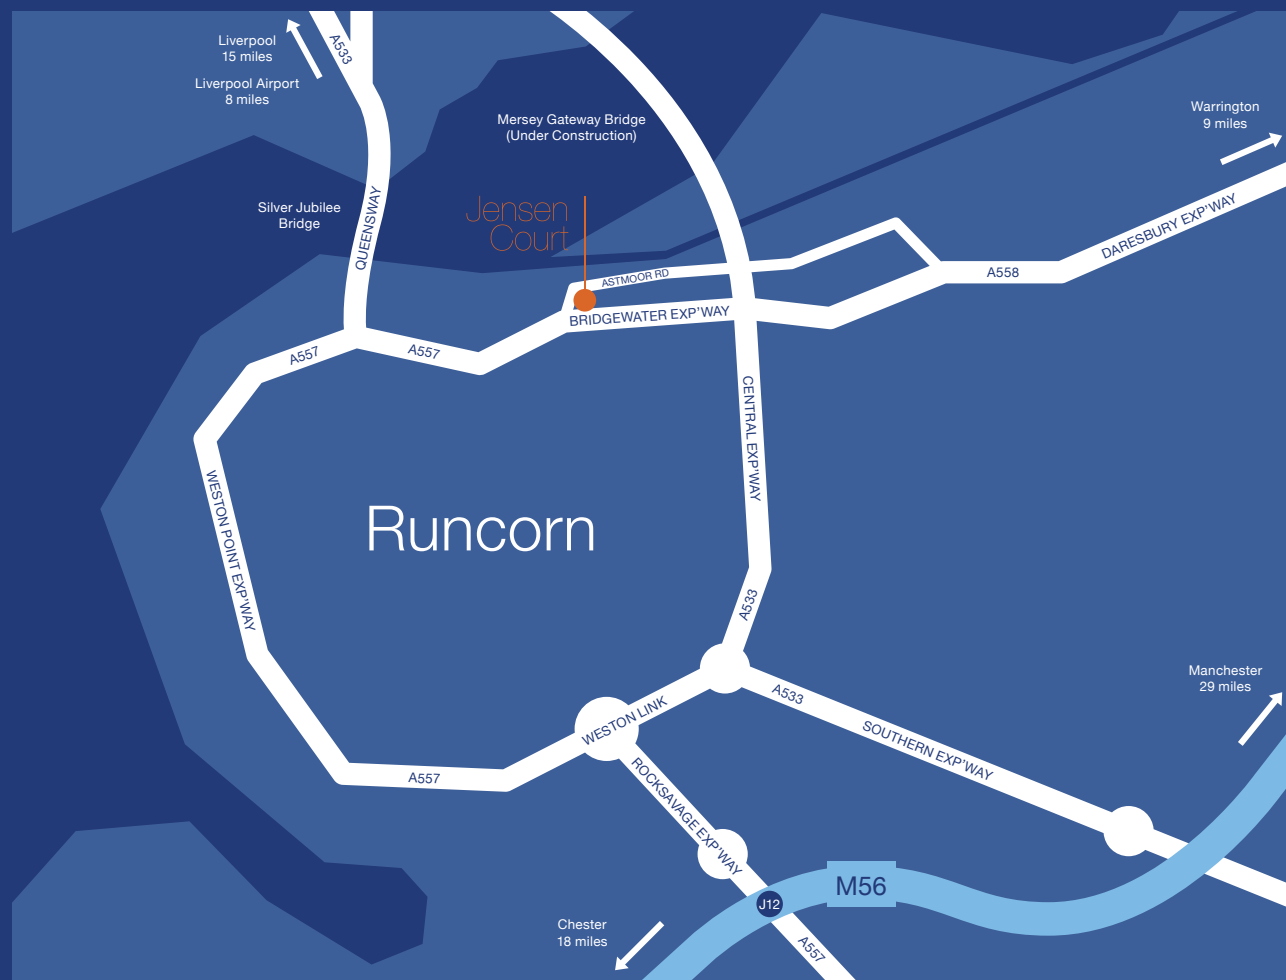 Liverpool
15 miles
Liverpool Airport
8 miles
A533
Mersey Gateway Bridge
(Under Construction)
Warrington
9 miles
Silver Jubilee
Bridge
QUEENSWAY
Jensen
Court
DARESBURY EXP'WAY
A558
ASTMOOR RD
BRIDGEWATER EXP'WAY
A557
A557
CENTRAL EXP'WAY
WESTON POINT EXP'WAY
Runcorn
A533
Manchester
29 miles
A533
WESTON LINK
SOUTHERN EXP'WAY
A557
ROCKSAVAGE EXP'WAY
M56
J12
Chester
18 miles
A557